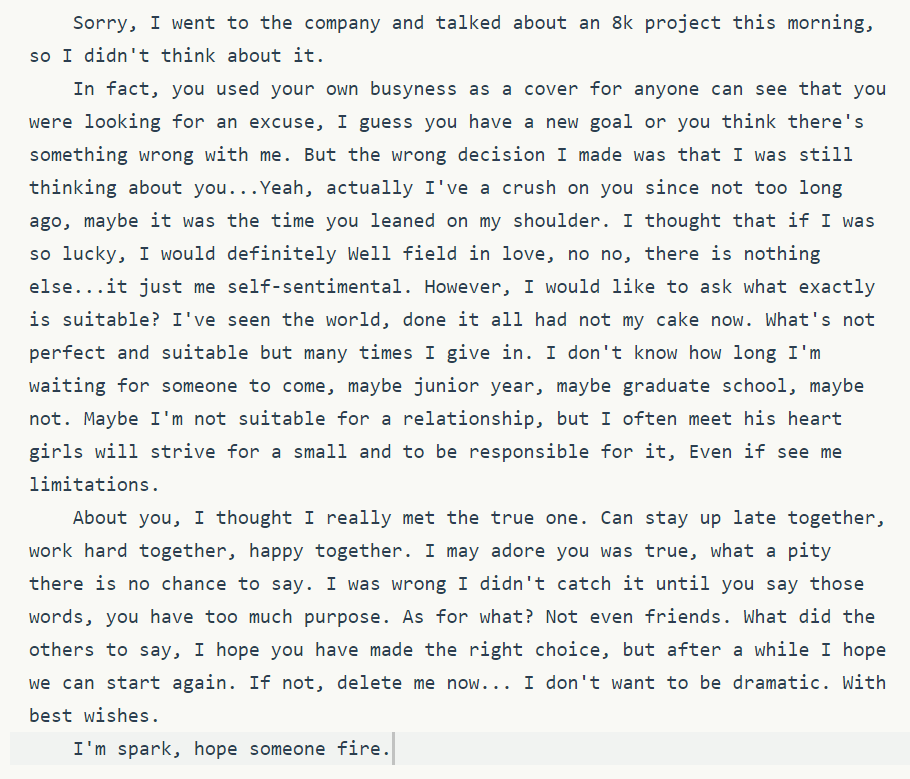 Sorry, I went to the company and talked about an 8k project this morning,
so I didn't think about it.
In fact, you used your own busyness as a cover for anyone can see that you
were looking for an excuse, I guess you have a new goal or you think there's
something wrong with me. But the wrong decision I made was that I was still
thinking about you...Yeah, actually I've a crush on you since not too long
ago, maybe it was the time you leaned on my shoulder. I thought that if I was
so lucky, I would definitely Well field in love, no no, there is nothing
else...it just me self-sentimental. However, I would like to ask what exactly
is suitable? I've seen the world, done it all had not my cake now. What's not
perfect and suitable but many times I give in. I don't know how long I'm
waiting for someone to come, maybe junior year, maybe graduate school, maybe
not. Maybe I'm not suitable for a relationship, but I often meet his heart
girls will strive for a small and to be responsible for it, Even if see me
limitations.
About you, I thought I really met the true one. Can stay up late together,
work hard together, happy together. I may adore you was true, what a pity
there is no chance to say. I was wrong I didn't catch it until you say those
words, you have too much purpose. As for what? Not even friends. What did the
others to say, I hope you have made the right choice, but after a while I hope
we can start again. If not, delete me now... I don't want to be dramatic. With
best wishes.
I'm spark, hope someone fire.